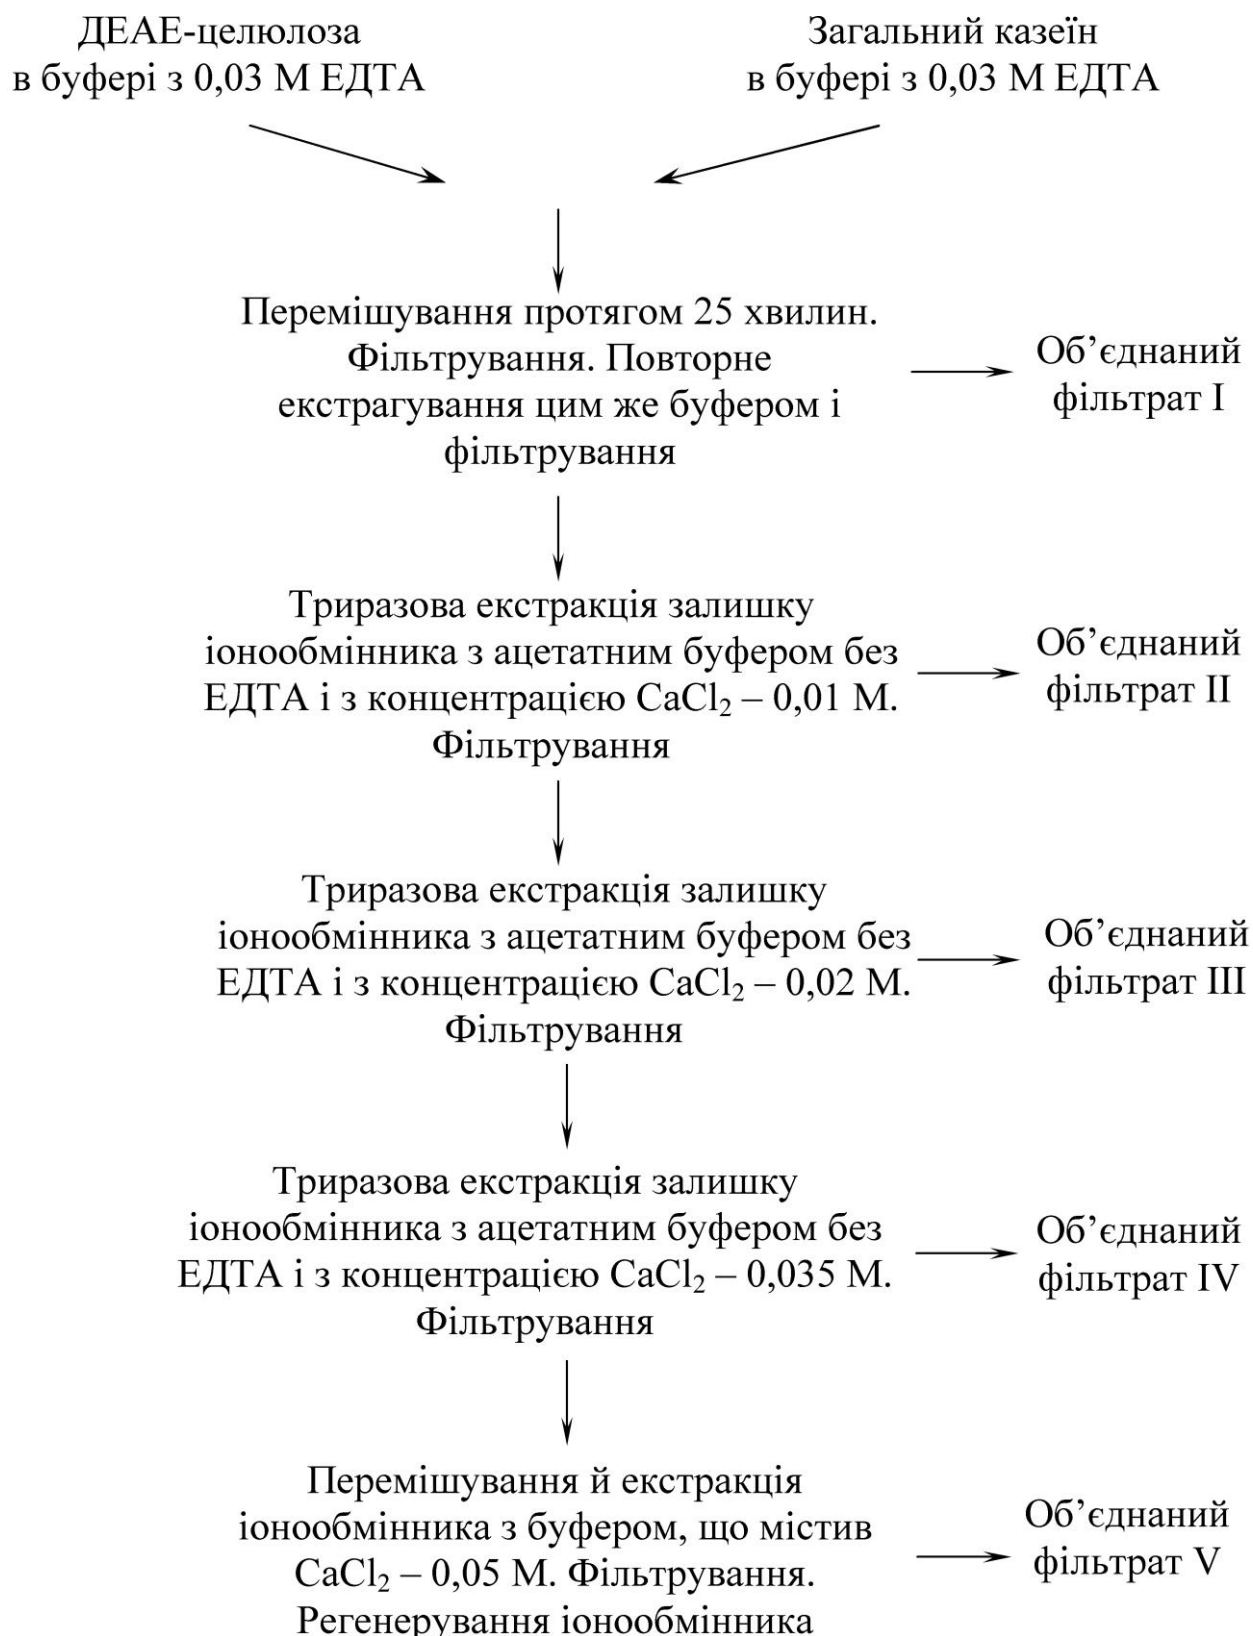 ДЕАЕ-целюлоза
в буфері з 0,03 М ЕДТА
Загальний казеїн
в буфері з 0,03 М ЕДТА
Перемішування протягом 25 хвилин.
Фільтрування. Повторне
екстрагування цим же буфером і
фільтрування
Об’єднаний
фільтрат I
Триразова екстракція залишку
іонообмінника з ацетатним буфером без
ЕДТА і з концентрацією CaCl₂ – 0,01 М.
Фільтрування
Об’єднаний
фільтрат II
Триразова екстракція залишку
іонообмінника з ацетатним буфером без
ЕДТА і з концентрацією CaCl₂ – 0,02 М.
Фільтрування
Об’єднаний
фільтрат III
Триразова екстракція залишку
іонообмінника з ацетатним буфером без
ЕДТА і з концентрацією CaCl₂ – 0,035 М.
Фільтрування
Об’єднаний
фільтрат IV
Перемішування й екстракція
іонообмінника з буфером, що містив
CaCl₂ – 0,05 М. Фільтрування.
Регенерування іонообмінника
Об’єднаний
фільтрат V